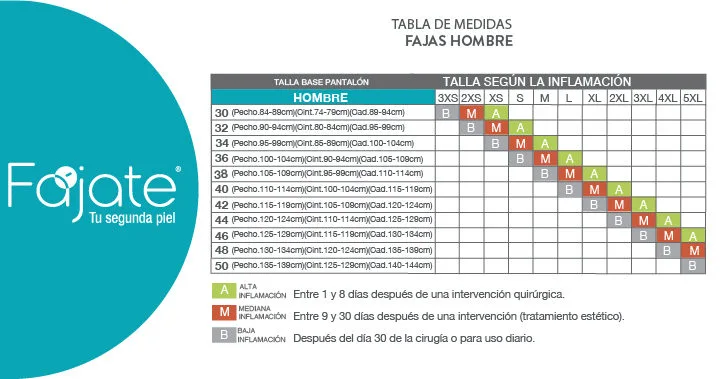 TABLA DE MEDIDAS
FAJAS HOMBRE
Fajate®
Tu segunda piel
TALLA BASE PANTALÓN TALLA SEGÚN LA INFLAMACIÓN
HOMBRE 3XS 2XS XS S M L XL 2XL 3XL 4XL 5XL
30 (Pecho.84-89cm)(Cint.74-79cm)(Cad.89-94cm) B M A
32 (Pecho.90-94cm)(Cint.80-84cm)(Cad.95-99cm) B M A
34 (Pecho.95-99cm)(Cint.85-89cm)(Cad.100-104cm) B M A
36 (Pecho.100-104cm)(Cint.90-94cm)(Cad.105-109cm) B M A
38 (Pecho.105-109cm)(Cint.95-99cm)(Cad.110-114cm) B M A
40 (Pecho.110-114cm)(Cint.100-104cm)(Cad.115-119cm) B M A
42 (Pecho.115-119cm)(Cint.105-109cm)(Cad.120-124cm) B M A
44 (Pecho.120-124cm)(Cint.110-114cm)(Cad.125-129cm) B M A
46 (Pecho.125-129cm)(Cint.115-119cm)(Cad.130-134cm) B M A
48 (Pecho.130-134cm)(Cint.120-124cm)(Cad.135-139cm) B M
50 (Pecho.135-139cm)(Cint.125-129cm)(Cad.140-144cm) B
A ALTA INFLAMACIÓN Entre 1 y 8 días después de una intervención quirúrgica.
M MEDIANA INFLAMACIÓN Entre 9 y 30 días después de una intervención (tratamiento estético).
B BAJA INFLAMACIÓN Después del día 30 de la cirugía o para uso diario.